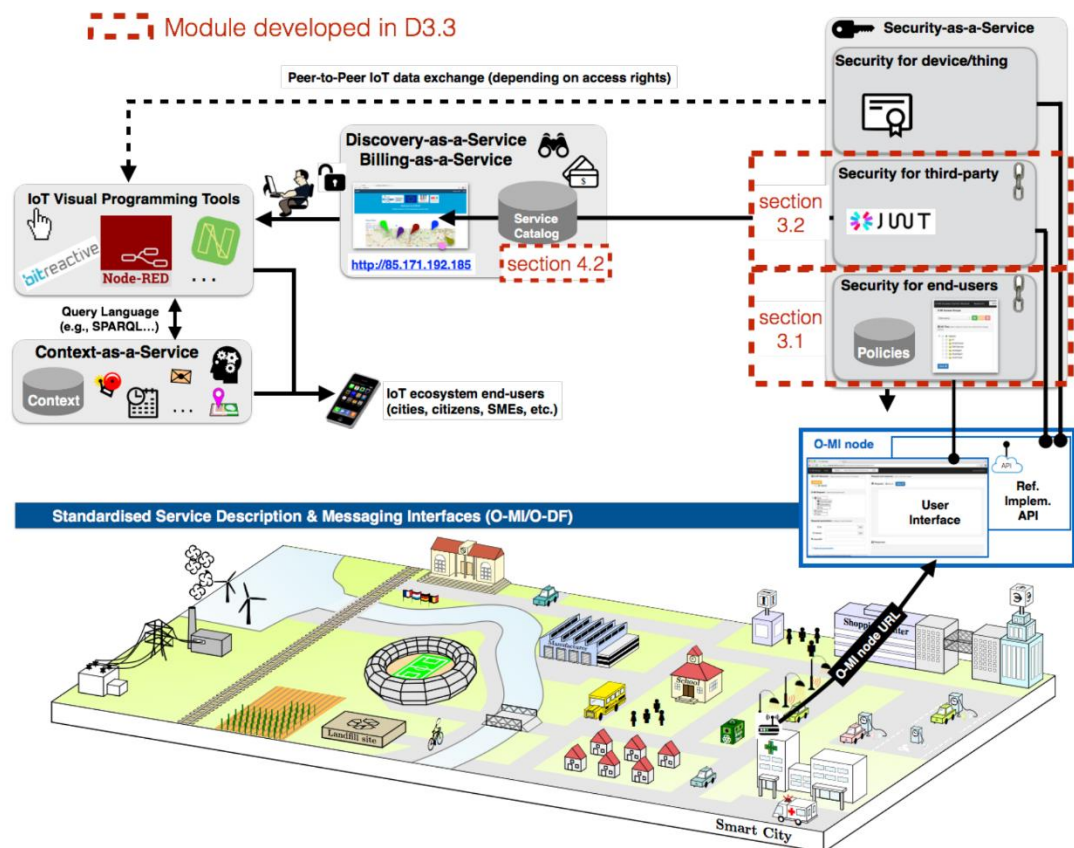 Module developed in D3.3
Security-as-a-Service
Security for device/thing
Peer-to-Peer IoT data exchange (depending on access rights)
Discovery-as-a-Service
Billing-as-a-Service
Service
Catalog
http://85.171.192.185
section 4.2
IoT Visual Programming Tools
bitreactive
Node-RED
...
section
3.2
Security for third-party
JWT
section
3.1
Security for end-users
Policies
Query Language
(e.g., SPARQL...)
Context-as-a-Service
Context
...
IoT ecosystem end-users
(cities, citizens, SMEs, etc.)
O-MI node
API
Ref.
Implem.
API
User
Interface
Standardised Service Description & Messaging Interfaces (O-MI/O-DF)
O-MI node URL
Manufacturer
School
Landfill site
Smart City